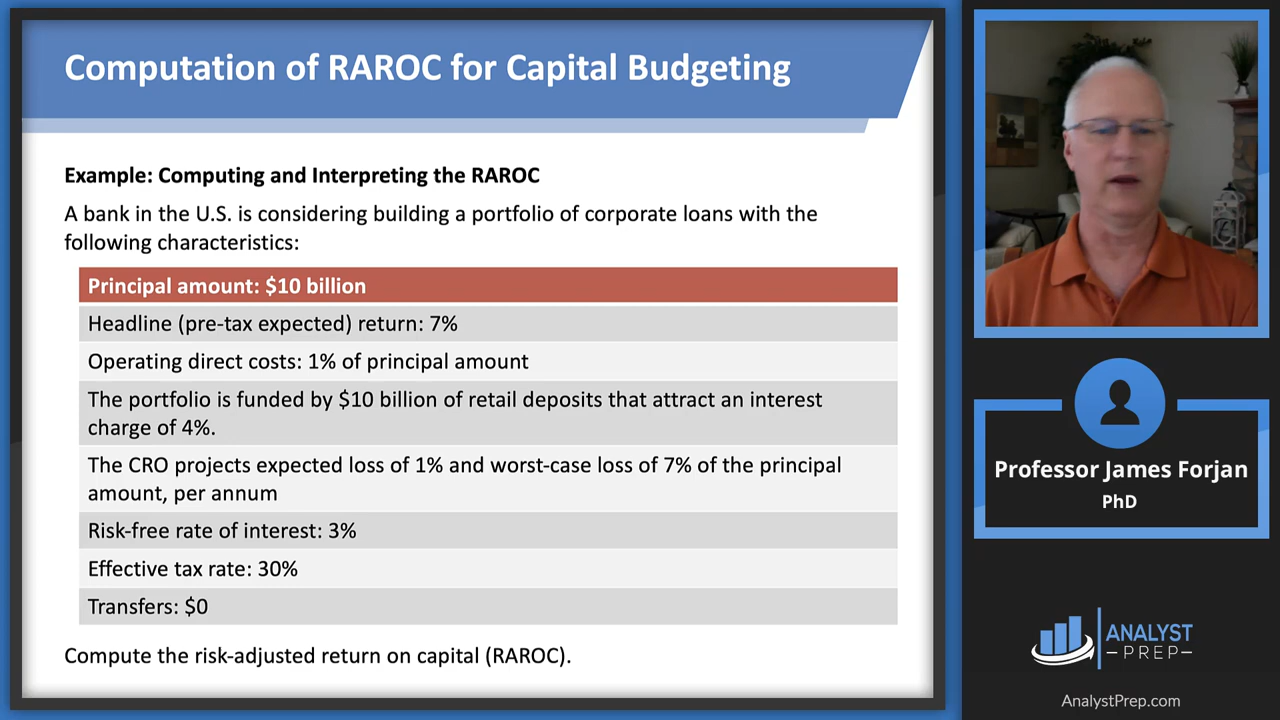 Computation of RAROC for Capital Budgeting
Example: Computing and Interpreting the RAROC
A bank in the U.S. is considering building a portfolio of corporate loans with the
following characteristics:
Principal amount: $10 billion
Headline (pre-tax expected) return: 7%
Operating direct costs: 1% of principal amount
The portfolio is funded by $10 billion of retail deposits that attract an interest
charge of 4%.
The CRO projects expected loss of 1% and worst-case loss of 7% of the principal
amount, per annum
Risk-free rate of interest: 3%
Effective tax rate: 30%
Transfers: $0
Compute the risk-adjusted return on capital (RAROC).
Professor James Forjan
PhD
ANALYST
–PREP–
AnalystPrep.com